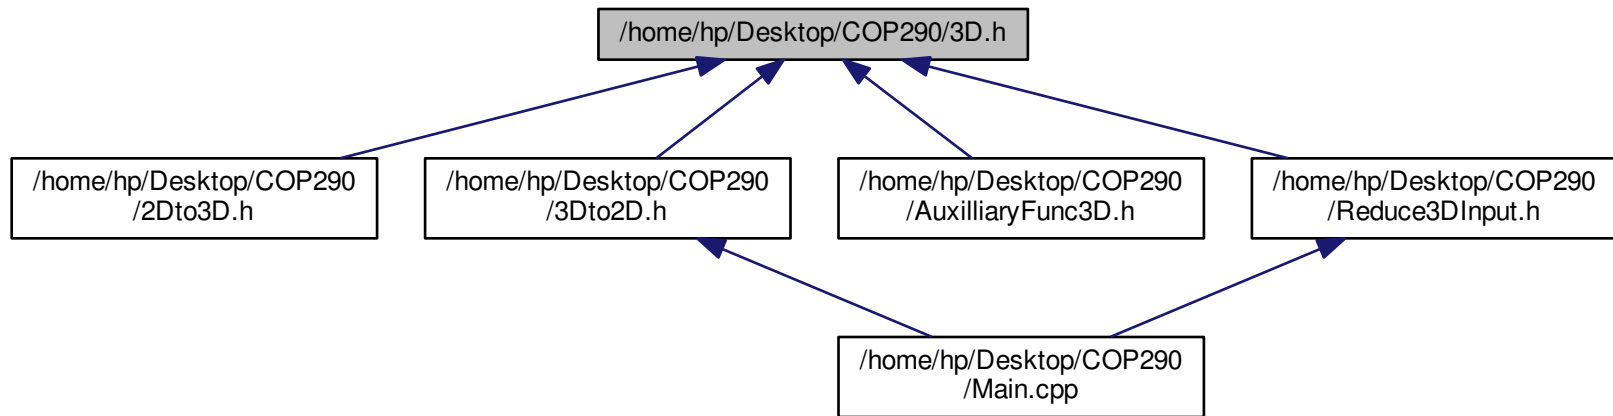 /home/hp/Desktop/COP290/3D.h
/home/hp/Desktop/COP290
/2Dto3D.h
/home/hp/Desktop/COP290
/3Dto2D.h
/home/hp/Desktop/COP290
/AuxilliaryFunc3D.h
/home/hp/Desktop/COP290
/Reduce3DInput.h
/home/hp/Desktop/COP290
/Main.cpp